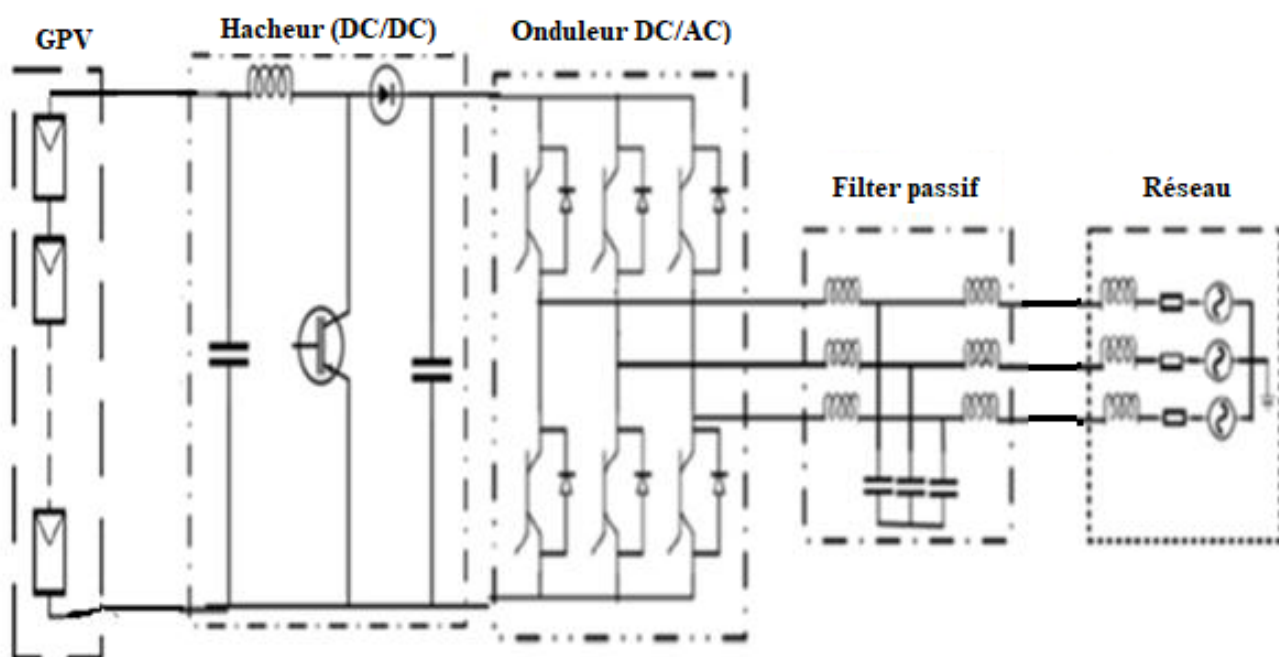 GPV
Hacheur (DC/DC)
Onduleur DC/AC)
Filter passif
Réseau